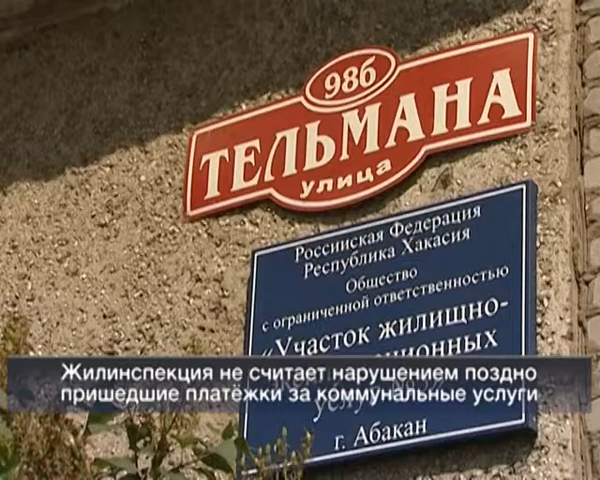 98б
ТЕЛЬМАНА
улица
Российская Федерация
Республика Хакасия
Общество
с ограниченной ответственностью
«Участок жилищно-
Жилинспекция не считает нарушением поздно
пришедшие платёжки за коммунальные услуги
г. Абакан